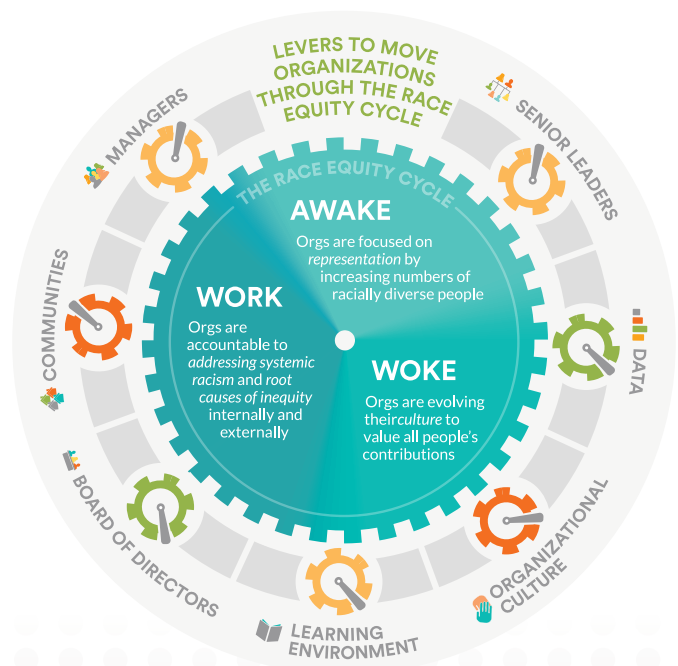 LEVERS TO MOVE
ORGANIZATIONS
THROUGH THE RACE
EQUITY CYCLE
SENIOR LEADERS
DATA
ORGANIZATIONAL
CULTURE
LEARNING
ENVIRONMENT
BOARD OF DIRECTORS
COMMUNITIES
MANAGERS
THE RACE EQUITY CYCLE
AWAKE
Orgs are focused on
representation by
increasing numbers of
racially diverse people
WOKE
Orgs are evolving
theirculture to
value all people's
contributions
WORK
Orgs are
accountable to
addressing systemic
racism and root
causes of inequity
internally and
externally